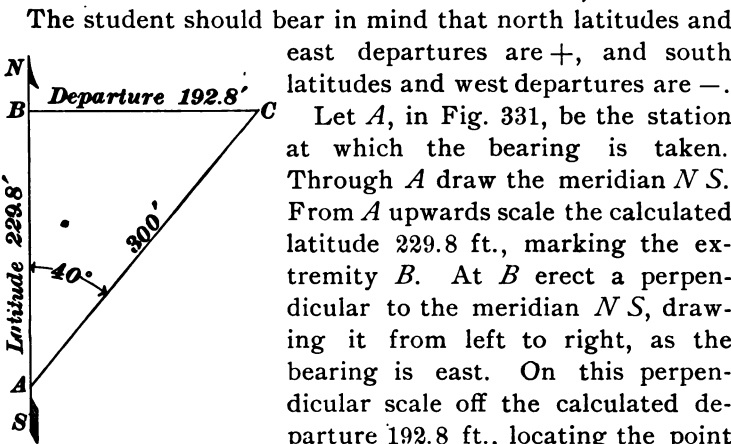 The student should bear in mind that north latitudes and
east departures are +, and south
latitudes and west departures are −.
Let A, in Fig. 331, be the station
at which the bearing is taken.
Through A draw the meridian N S.
From A upwards scale the calculated
latitude 229.8 ft., marking the ex-
tremity B. At B erect a perpen-
dicular to the meridian N S, draw-
ing it from left to right, as the
bearing is east. On this perpen-
dicular scale off the calculated de-
parture 192.8 ft., locating the point
N
B
Departure 192.8′
C
Latitude 229.8′
300′
40°
A
S